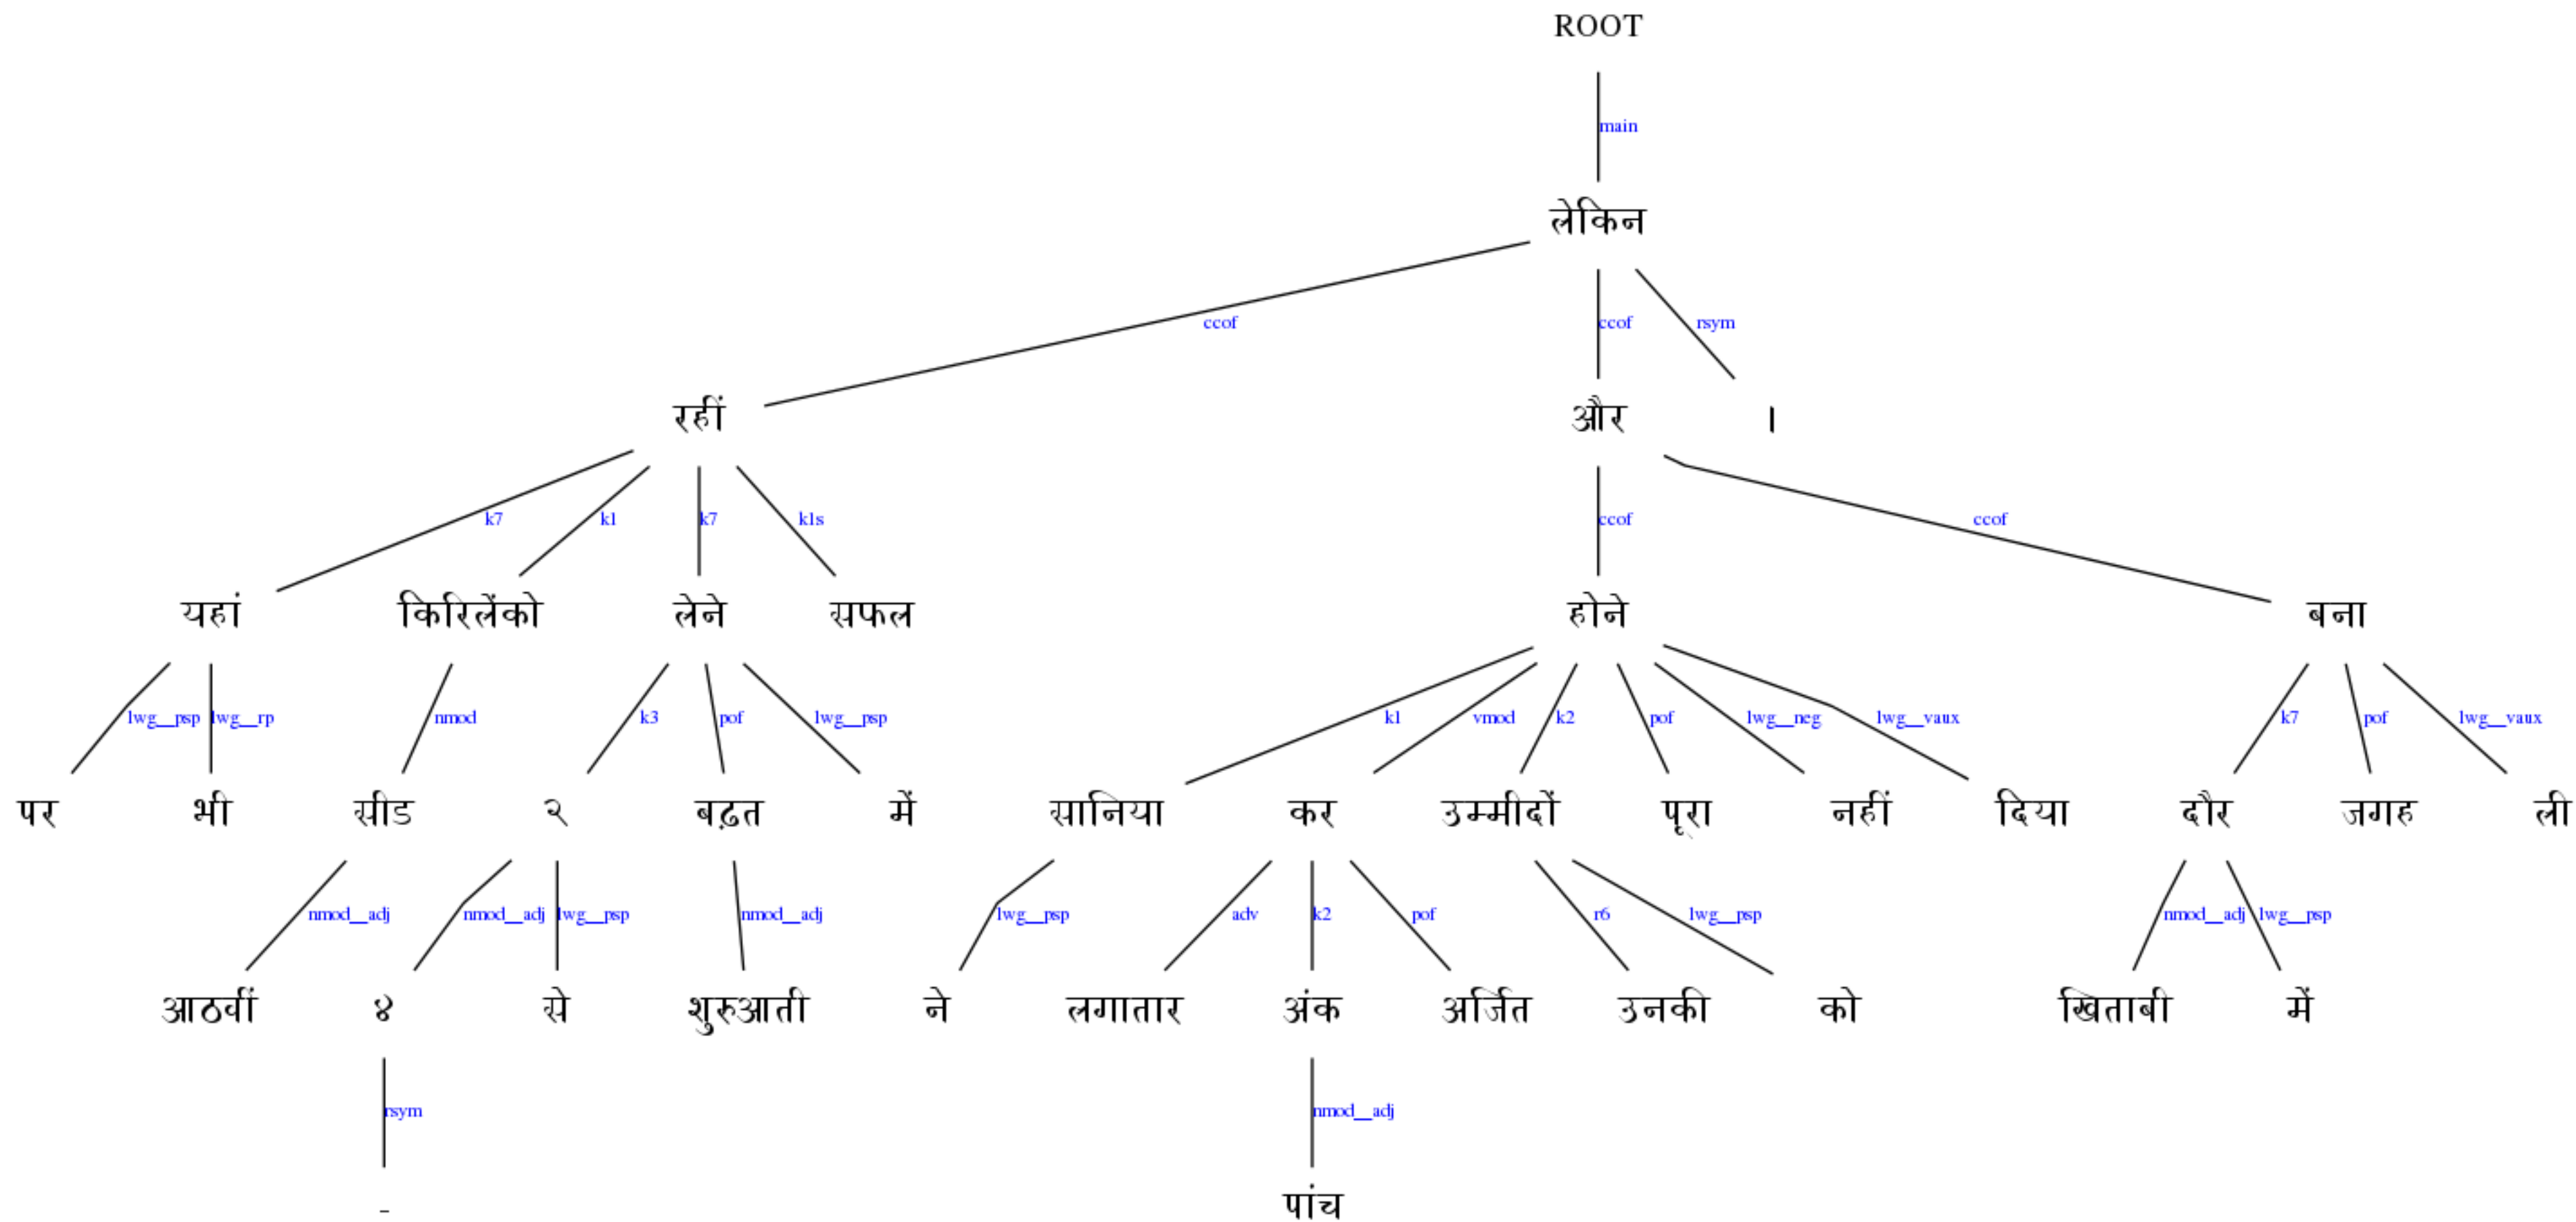 ROOT
main
लेकिन
ccof ccof rsym
रहीं और ।
k7 k1 k7 k1s ccof ccof
यहां किरिलेंको लेने सफल होने बना
lwg__psp lwg__rp nmod k3 pof lwg__psp k1 vmod k2 pof lwg__neg lwg__vaux k7 pof lwg__vaux
पर भी सीड २ बढ़त में सानिया कर उम्मीदों पूरा नहीं दिया दौर जगह ली
nmod__adj nmod__adj lwg__psp nmod__adj lwg__psp adv k2 pof r6 lwg__psp nmod__adj lwg__psp
आठवीं ४ से शुरुआती ने लगातार अंक अर्जित उनकी को खिताबी में
rsym nmod__adj
- पांच